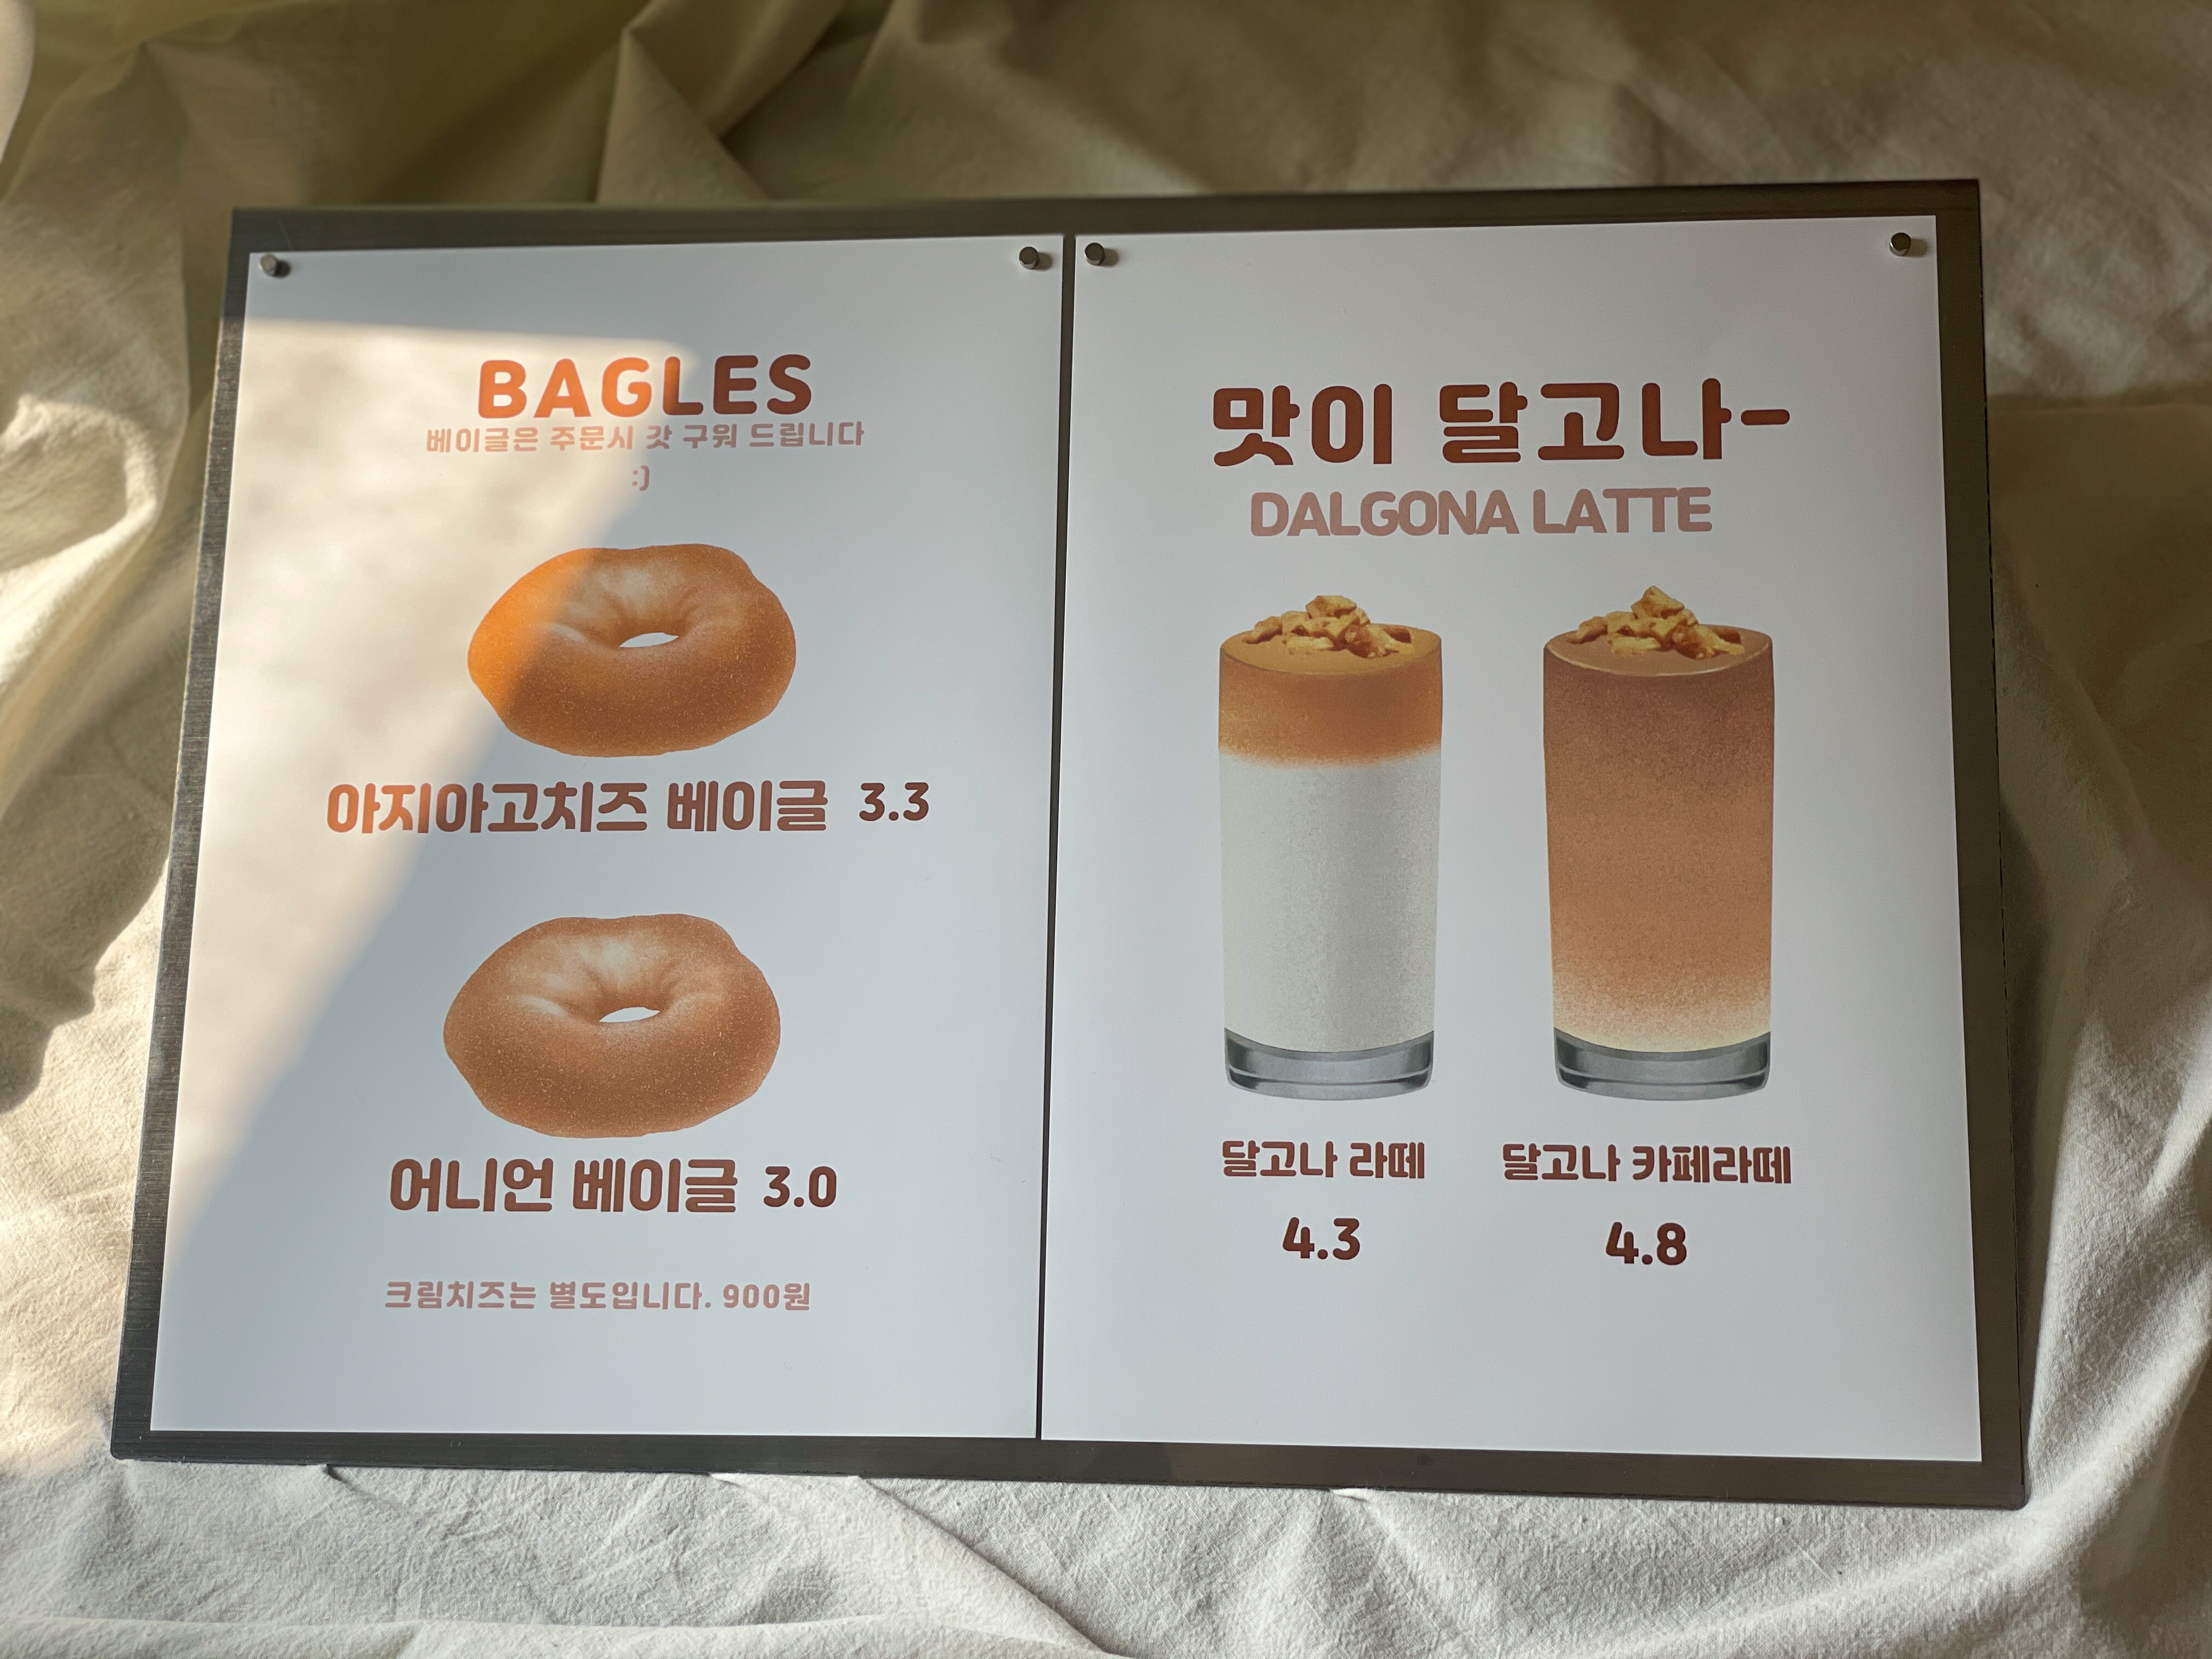 BAGLES
베이글은 주문시 갓 구워 드립니다
:)
아지아고치즈 베이글 3.3
어니언 베이글 3.0
크림치즈는 별도입니다. 900원
맛이 달고나-
DALGONA LATTE
달고나 라떼
4.3
달고나 카페라떼
4.8